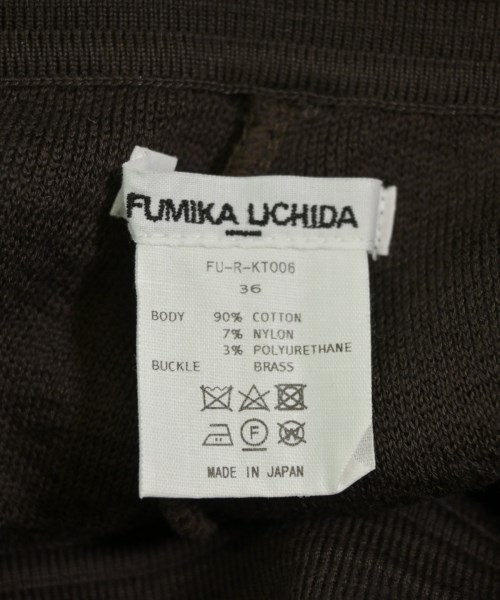 FUMIKA UCHIDA
FU-R-KT006
36
BODY 90% COTTON
7% NYLON
3% POLYURETHANE
BUCKLE BRASS
F
W
MADE IN JAPAN